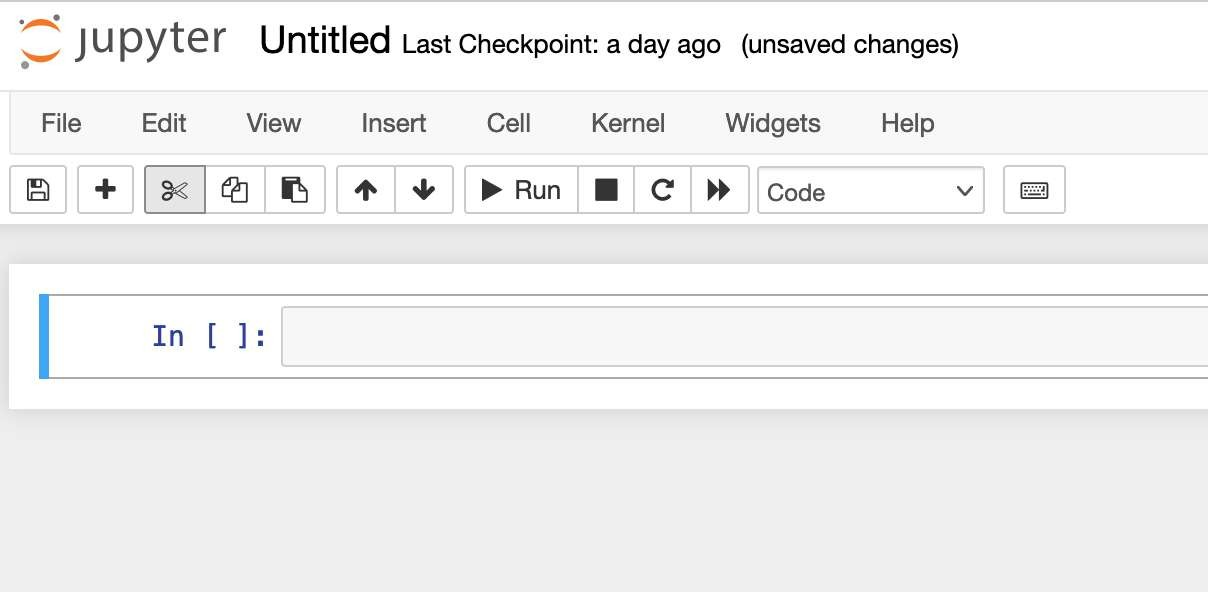 jupyter Untitled Last Checkpoint: a day ago (unsaved changes)
File Edit View Insert Cell Kernel Widgets Help
Run Code
In [ ]: